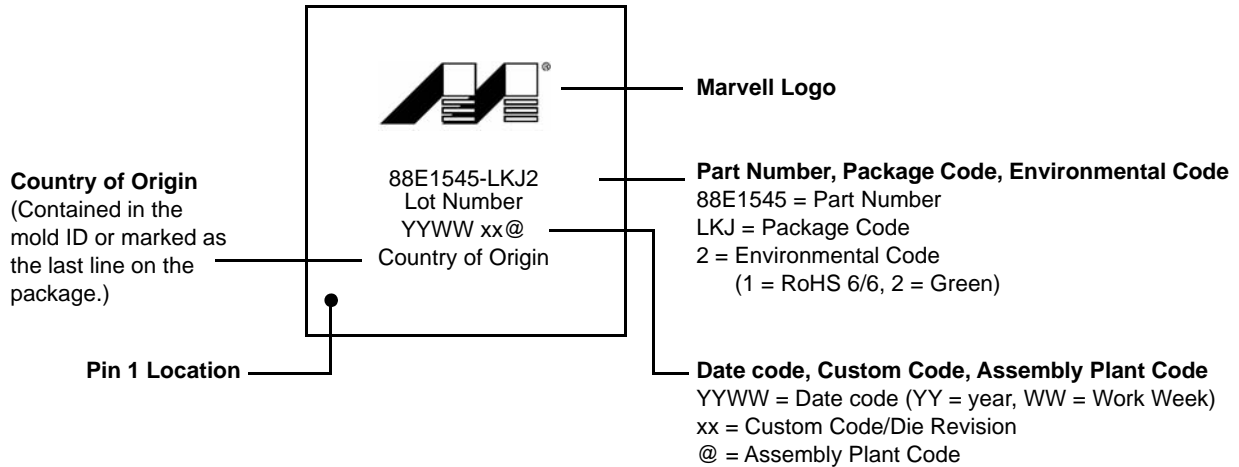 ®
Marvell Logo
88E1545-LKJ2
Lot Number
YYWW xx@
Country of Origin
Country of Origin
(Contained in the
mold ID or marked as
the last line on the
package.)
Pin 1 Location
Part Number, Package Code, Environmental Code
88E1545 = Part Number
LKJ = Package Code
2 = Environmental Code
(1 = RoHS 6/6, 2 = Green)
Date code, Custom Code, Assembly Plant Code
YYWW = Date code (YY = year, WW = Work Week)
xx = Custom Code/Die Revision
@ = Assembly Plant Code